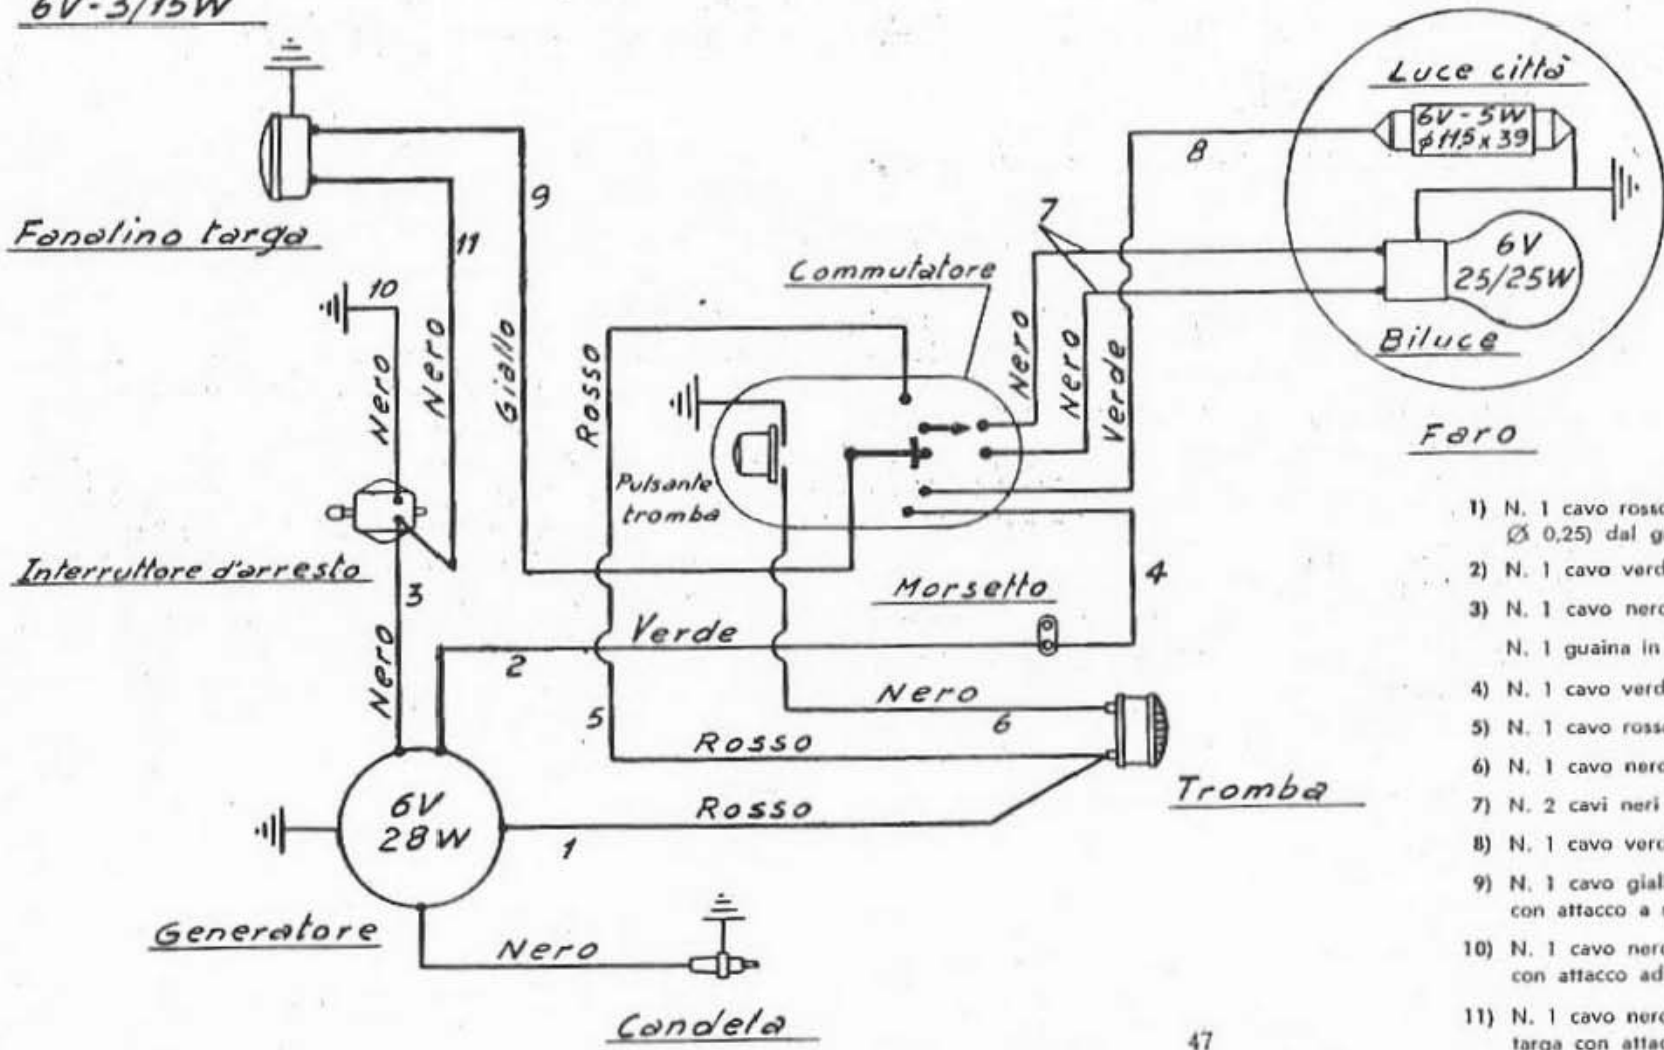 6V-3/15W
Fanalino targa
9
11
10
Nero
Nero
Giallo
Interruttore d'arresto
3
Nero
Rosso
Pulsante
tromba
Commutatore
7
Nero
Nero
Verde
8
Luce città
6V-5W
φ11,5x39
6V
25/25W
Biluce
Faro
Morsetto
4
Verde
2
5
Nero
6
Rosso
Tromba
6V
28W
Rosso
1
Generatore
Nero
Candela
1) N. 1 cavo rosso
Ø 0,25) dal g
2) N. 1 cavo verd
3) N. 1 cavo nero
N. 1 guaina in
4) N. 1 cavo verd
5) N. 1 cavo ross
6) N. 1 cavo nero
7) N. 2 cavi neri
8) N. 1 cavo verd
9) N. 1 cavo gial
con attacco a
10) N. 1 cavo nero
con attacco ad
11) N. 1 cavo nero
targa con attac
47